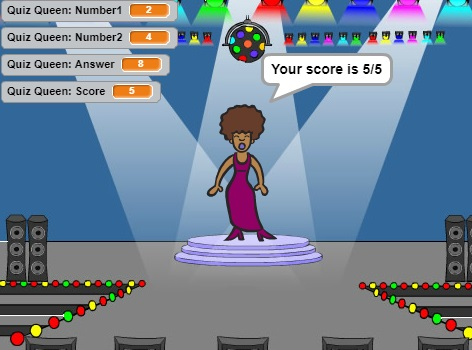 Quiz Queen: Number1 2
Quiz Queen: Number2 4
Quiz Queen: Answer 8
Quiz Queen: Score 5
Your score is 5/5